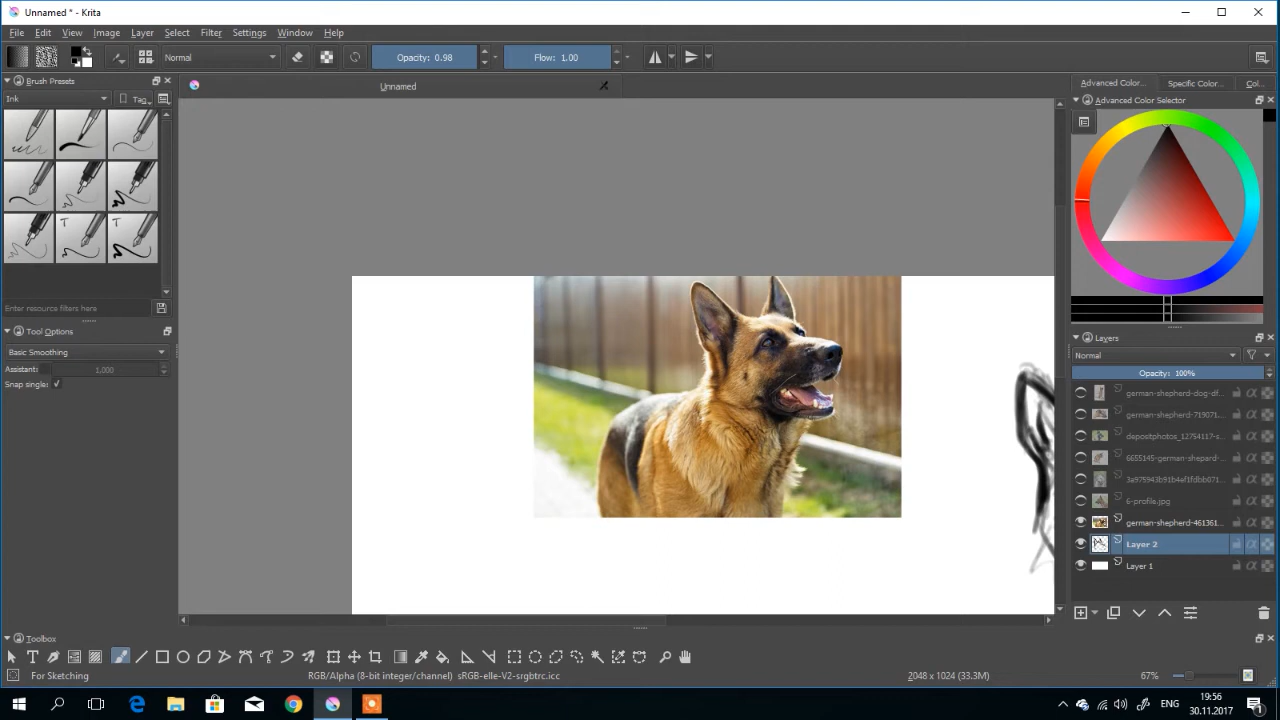 Unnamed * - Krita
File Edit View Image Layer Select Filter Settings Window Help
Normal
Opacity: 0.98
Flow: 1.00
Brush Presets
Unnamed
Advanced Color...
Specific Color...
Col...
Ink
Tag
Advanced Color Selector
T T
Enter resource filters here
Tool Options
Basic Smoothing
Assistant:
1,000
Snap single:
Layers
Normal
Opacity: 100%
german-shepherd-dog-df...
german-shepherd-719071...
depositphotos_12754117-s...
6655145-german-shepard-...
3a975943b91b4ef1fdbb071...
6-profile.jpg
german-shepherd-461361...
Layer 2
Layer 1
Toolbox
For Sketching
RGB/Alpha (8-bit integer/channel) sRGB-elle-V2-srgbtrc.icc
2048 x 1024 (33.3M)
67%
ENG
19:56
30.11.2017